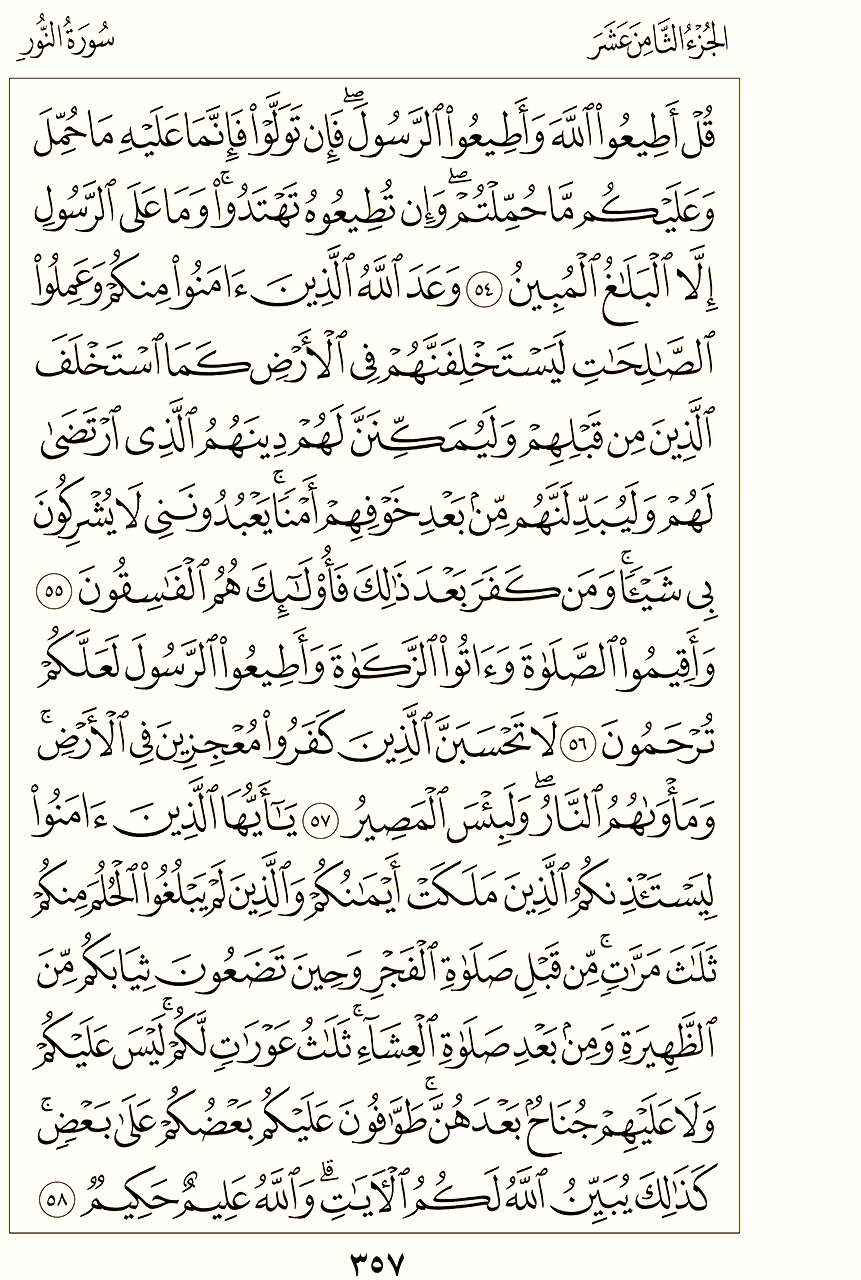 الجُزْءُ الثَّامِنَ عَشَرَ
سُورَةُ النُّورِ
قُلْ أَطِيعُوا۟ ٱللَّهَ وَأَطِيعُوا۟ ٱلرَّسُولَ ۖ فَإِن تَوَلَّوْا۟ فَإِنَّمَا عَلَيْهِ مَا حُمِّلَ
وَعَلَيْكُم مَّا حُمِّلْتُمْ ۖ وَإِن تُطِيعُوهُ تَهْتَدُوا۟ ۚ وَمَا عَلَى ٱلرَّسُولِ
إِلَّا ٱلْبَلَـٰغُ ٱلْمُبِينُ ٥٤ وَعَدَ ٱللَّهُ ٱلَّذِينَ ءَامَنُوا۟ مِنكُمْ وَعَمِلُوا۟
ٱلصَّـٰلِحَـٰتِ لَيَسْتَخْلِفَنَّهُمْ فِى ٱلْأَرْضِ كَمَا ٱسْتَخْلَفَ
ٱلَّذِينَ مِن قَبْلِهِمْ وَلَيُمَكِّنَنَّ لَهُمْ دِينَهُمُ ٱلَّذِى ٱرْتَضَىٰ
لَهُمْ وَلَيُبَدِّلَنَّهُم مِّنۢ بَعْدِ خَوْفِهِمْ أَمْنًا ۚ يَعْبُدُونَنِى لَا يُشْرِكُونَ
بِى شَيْـًٔا ۚ وَمَن كَفَرَ بَعْدَ ذَٰلِكَ فَأُو۟لَـٰٓئِكَ هُمُ ٱلْفَـٰسِقُونَ ٥٥
وَأَقِيمُوا۟ ٱلصَّلَوٰةَ وَءَاتُوا۟ ٱلزَّكَوٰةَ وَأَطِيعُوا۟ ٱلرَّسُولَ لَعَلَّكُمْ
تُرْحَمُونَ ٥٦ لَا تَحْسَبَنَّ ٱلَّذِينَ كَفَرُوا۟ مُعْجِزِينَ فِى ٱلْأَرْضِ ۚ
وَمَأْوَىٰهُمُ ٱلنَّارُ ۖ وَلَبِئْسَ ٱلْمَصِيرُ ٥٧ يَـٰٓأَيُّهَا ٱلَّذِينَ ءَامَنُوا۟
لِيَسْتَـْٔذِنكُمُ ٱلَّذِينَ مَلَكَتْ أَيْمَـٰنُكُمْ وَٱلَّذِينَ لَمْ يَبْلُغُوا۟ ٱلْحُلُمَ مِنكُمْ
ثَلَـٰثَ مَرَّٰتٍ ۚ مِّن قَبْلِ صَلَوٰةِ ٱلْفَجْرِ وَحِينَ تَضَعُونَ ثِيَابَكُم مِّنَ
ٱلظَّهِيرَةِ وَمِنۢ بَعْدِ صَلَوٰةِ ٱلْعِشَآءِ ۚ ثَلَـٰثُ عَوْرَٰتٍ لَّكُمْ ۚ لَيْسَ عَلَيْكُمْ
وَلَا عَلَيْهِمْ جُنَاحٌۢ بَعْدَهُنَّ ۚ طَوَّٰفُونَ عَلَيْكُم بَعْضُكُمْ عَلَىٰ بَعْضٍ ۚ
كَذَٰلِكَ يُبَيِّنُ ٱللَّهُ لَكُمُ ٱلْـَٔايَـٰتِ ۗ وَٱللَّهُ عَلِيمٌ حَكِيمٌ ٥٨
٣٥٧